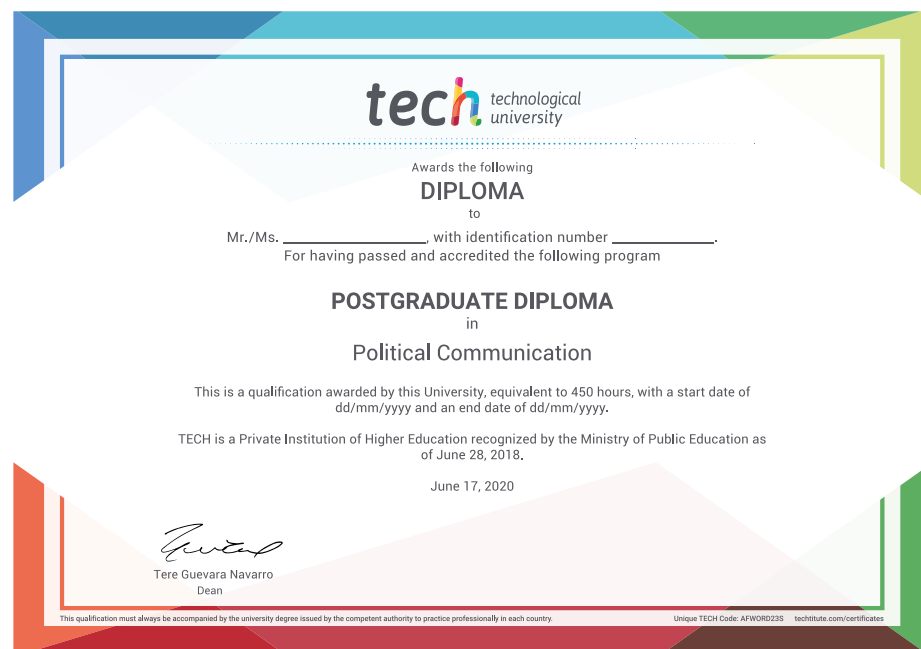 tech technological
university
Awards the following
DIPLOMA
to
Mr./Ms. ____________________, with identification number ______________.
For having passed and accredited the following program
POSTGRADUATE DIPLOMA
in
Political Communication
This is a qualification awarded by this University, equivalent to 450 hours, with a start date of
dd/mm/yyyy and an end date of dd/mm/yyyy.
TECH is a Private Institution of Higher Education recognized by the Ministry of Public Education as
of June 28, 2018.
June 17, 2020
Tere Guevara Navarro
Dean
This qualification must always be accompanied by the university degree issued by the competent authority to practice professionally in each country. Unique TECH Code: AFWORD23S techtitute.com/certificates